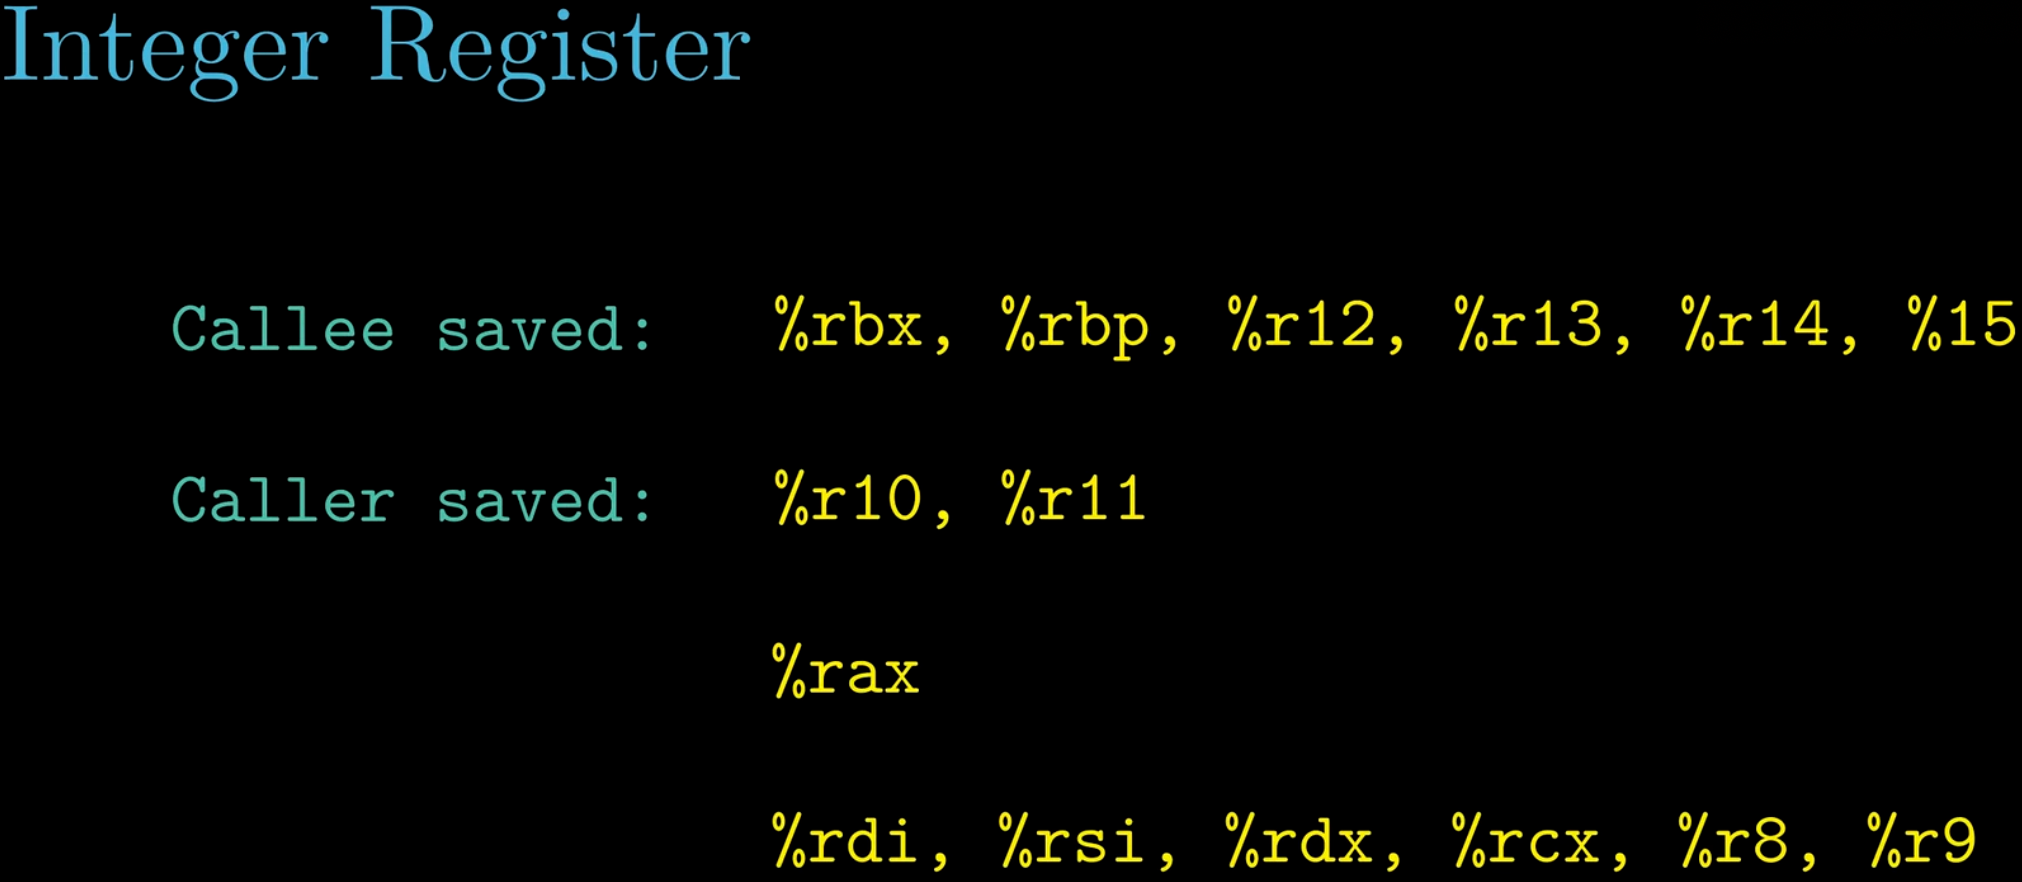 Integer Register
Callee saved: %rbx, %rbp, %r12, %r13, %r14, %15
Caller saved: %r10, %r11
%rax
%rdi, %rsi, %rdx, %rcx, %r8, %r9